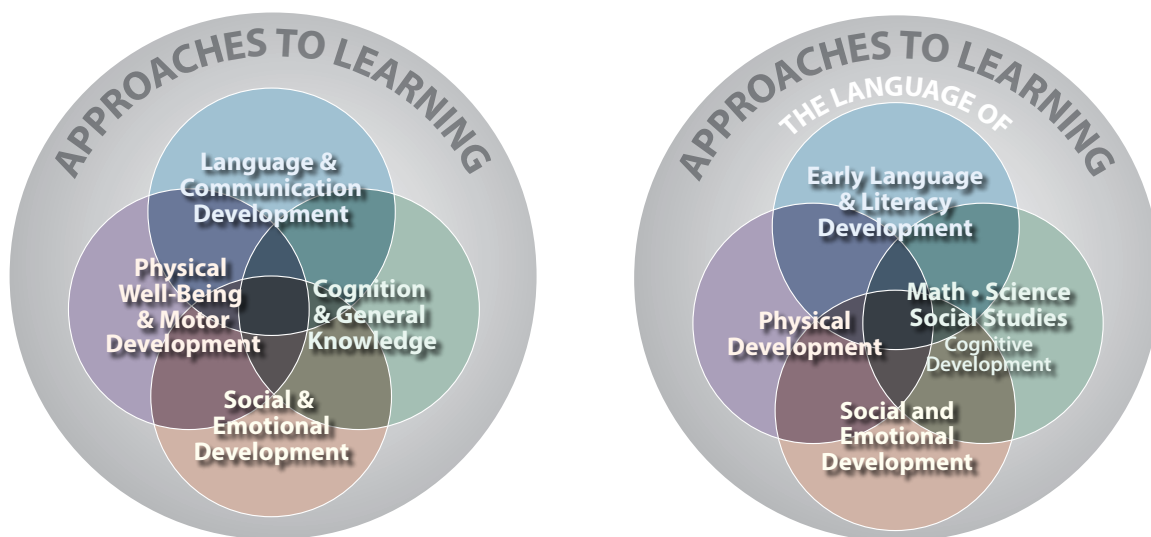 APPROACHES TO LEARNING
Language &
Communication
Development
Physical
Well-Being
& Motor
Development
Cognition
& General
Knowledge
Social &
Emotional
Development
APPROACHES TO LEARNING
THE LANGUAGE OF
Early Language
& Literacy
Development
Physical
Development
Math • Science
Social Studies
Cognitive
Development
Social and
Emotional
Development